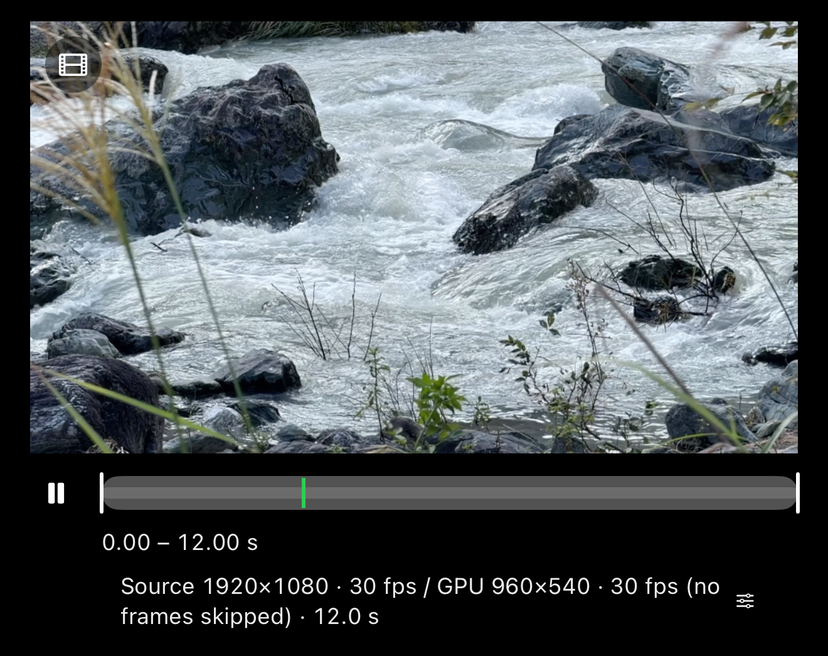 0.00 – 12.00 s
Source 1920×1080 · 30 fps / GPU 960×540 · 30 fps (no
frames skipped) · 12.0 s